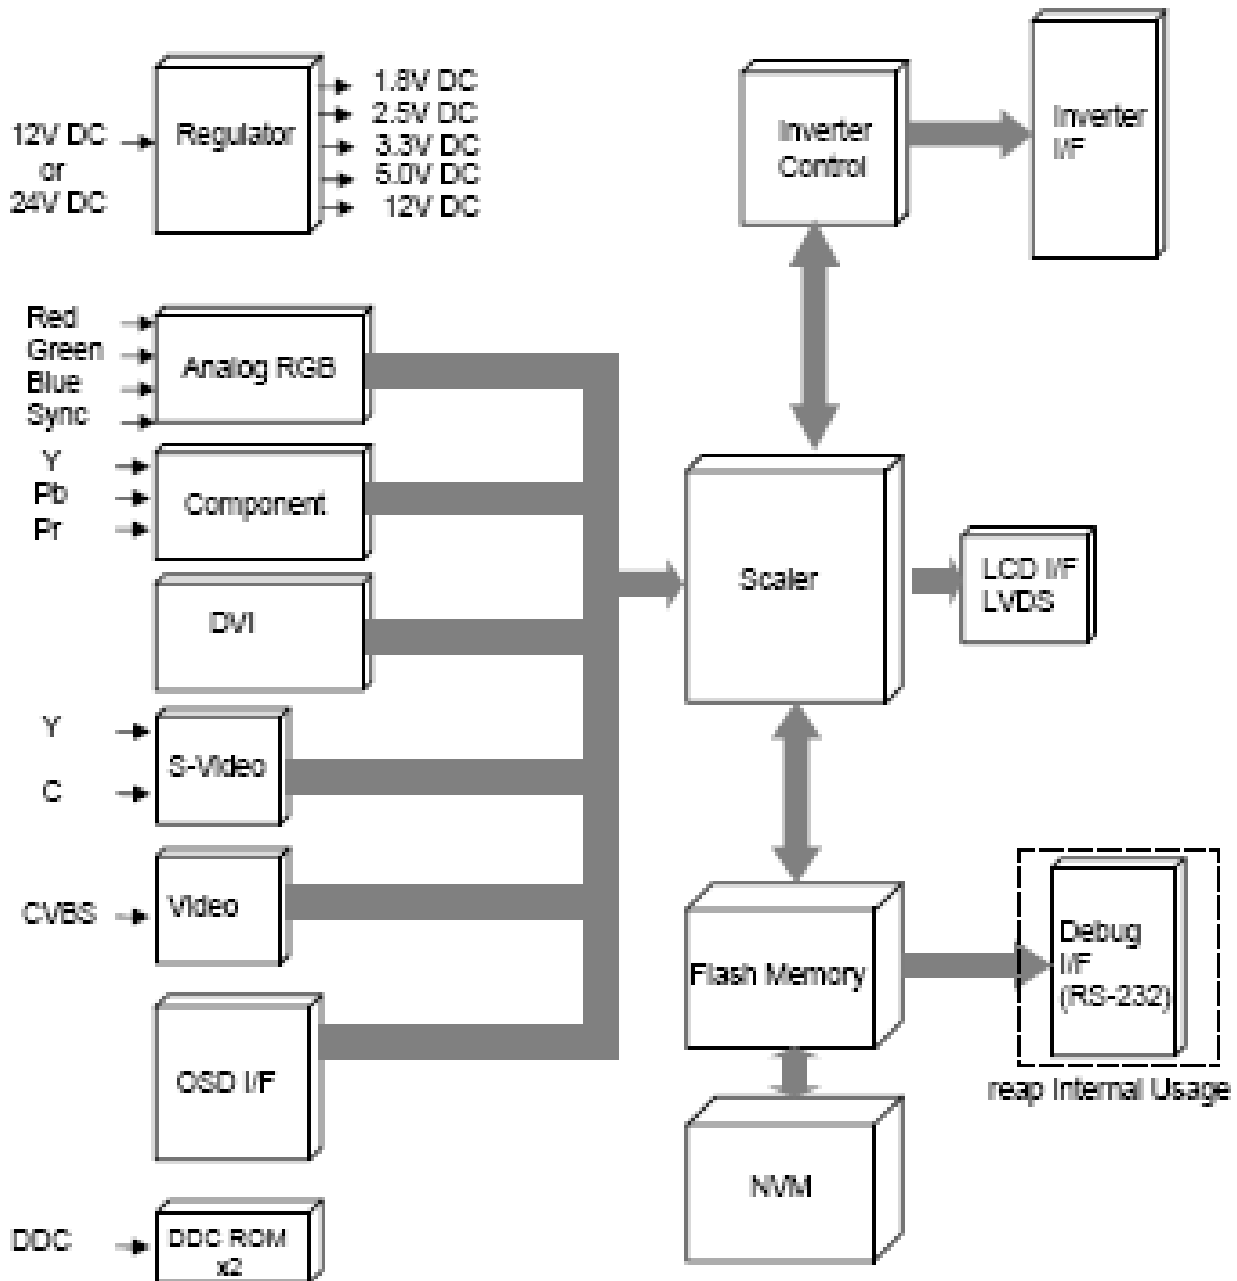 12V DC
or
24V DC
Regulator
1.8V DC
2.5V DC
3.3V DC
5.0V DC
12V DC
Inverter
Control
Inverter
I/F
Red
Green
Blue
Sync
Analog RGB
Y
Pb
Pr
Component
DVI
Y
C
S-Video
CVBS
Video
OSD I/F
DDC
DDC ROM
x2
Scaler
LCD I/F
LVDS
Flash Memory
Debug
I/F
(RS-232)
reap Internal Usage
NVM